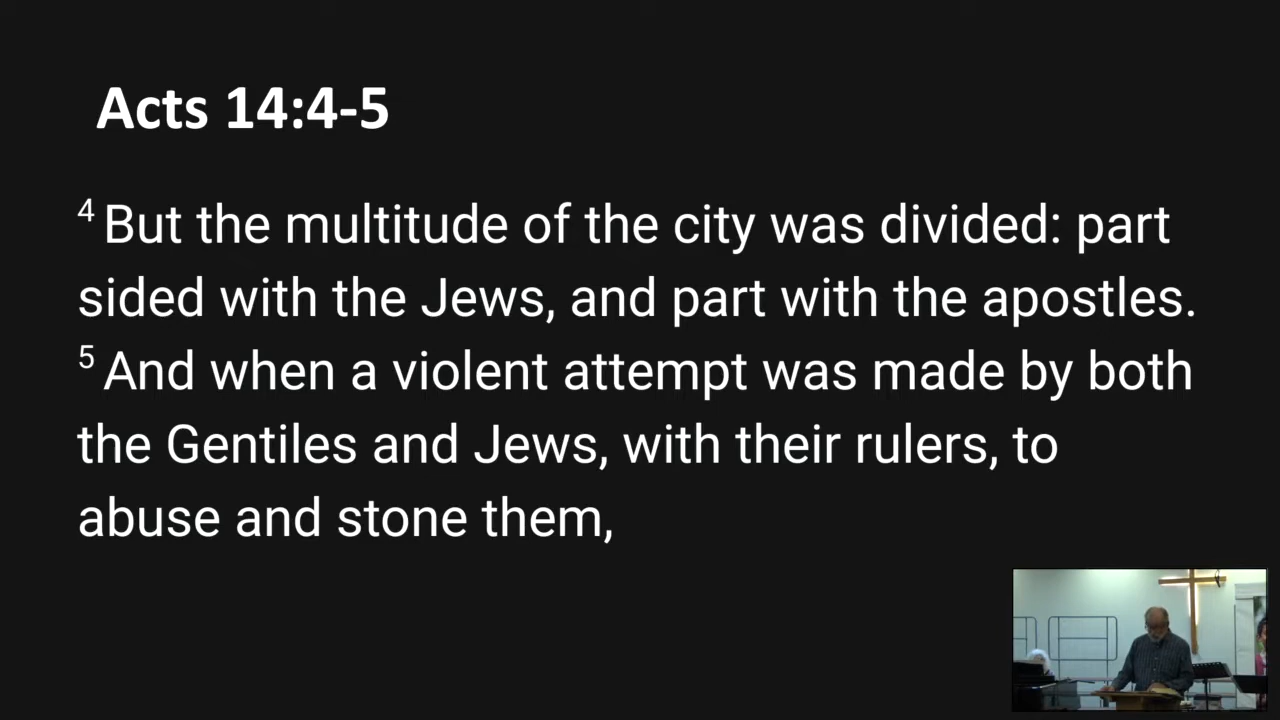 Acts 14:4-5
4 But the multitude of the city was divided: part
sided with the Jews, and part with the apostles.
5 And when a violent attempt was made by both
the Gentiles and Jews, with their rulers, to
abuse and stone them,